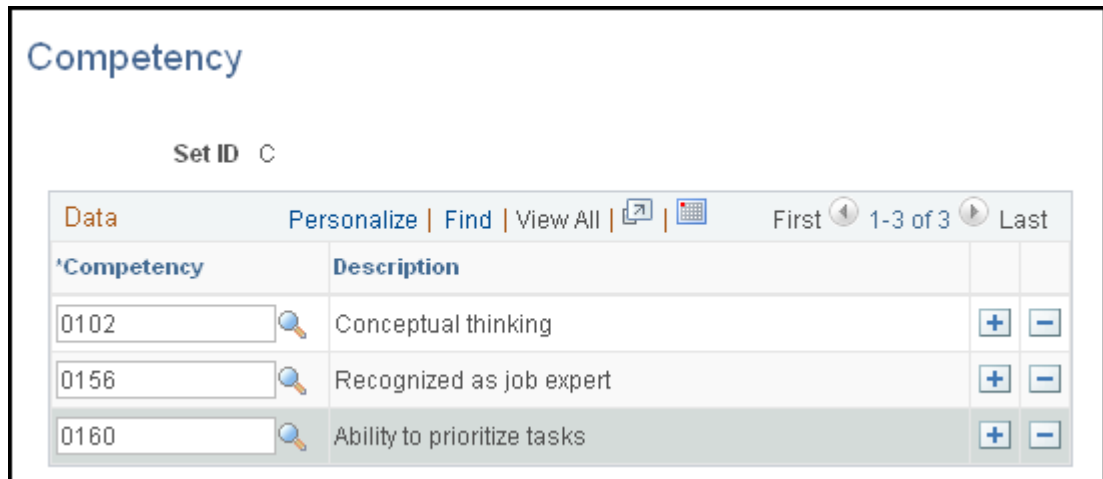 Competency
Set ID C
Data Personalize | Find | View All | | First 1-3 of 3 Last
*Competency Description
0102 Conceptual thinking
0156 Recognized as job expert
0160 Ability to prioritize tasks